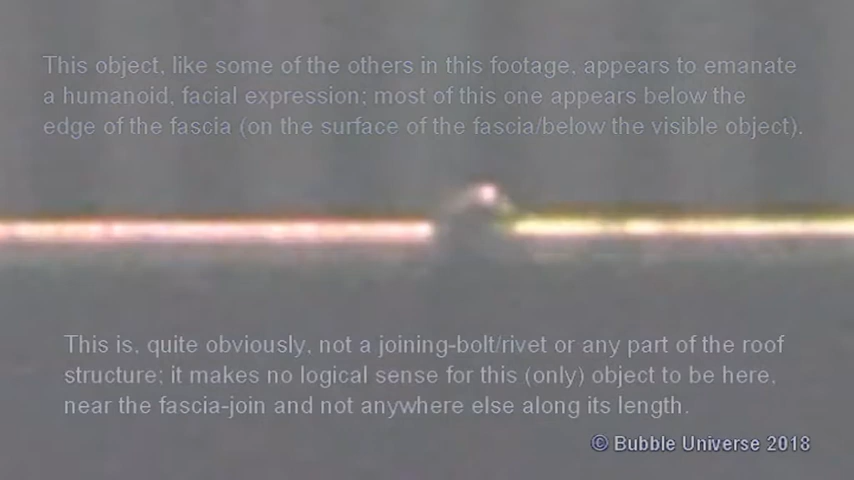 This object, like some of the others in this footage, appears to emanate
a humanoid, facial expression; most of this one appears below the
edge of the fascia (on the surface of the fascia/below the visible object).
This is, quite obviously, not a joining-bolt/rivet or any part of the roof
structure; it makes no logical sense for this (only) object to be here,
near the fascia-join and not anywhere else along its length.
© Bubble Universe 2018